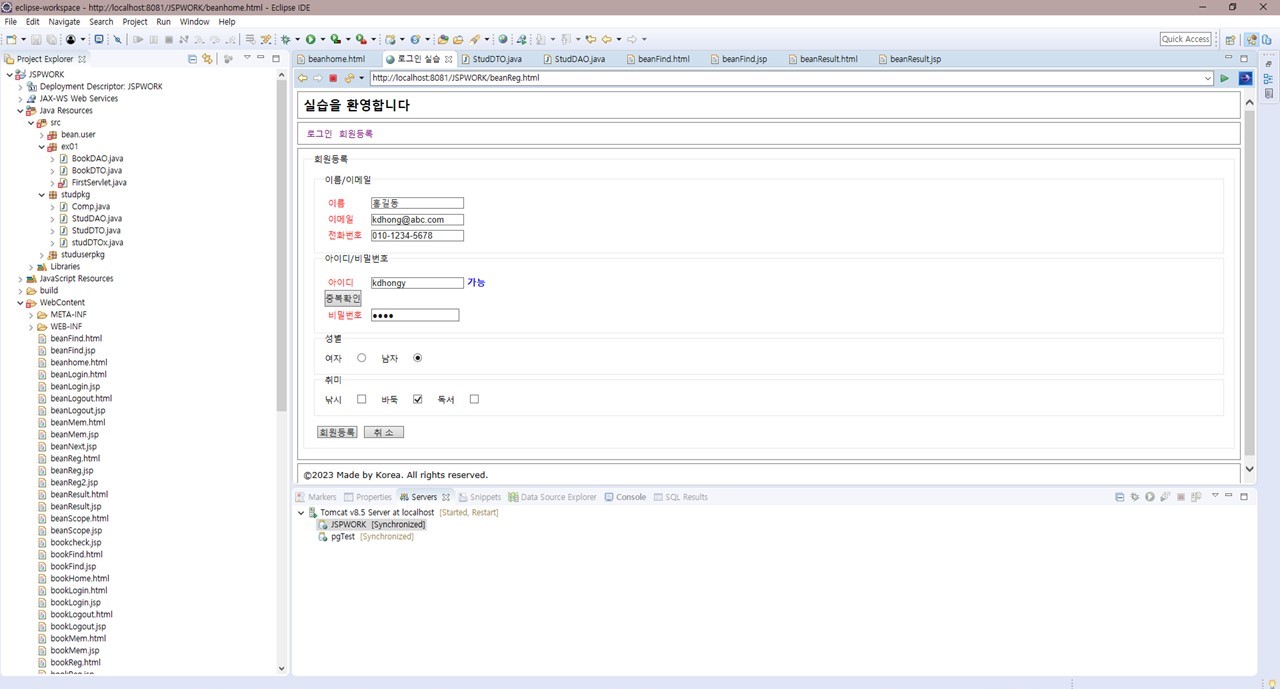 eclipse-workspace - http://localhost:8081/JSPWORK/beanhome.html - Eclipse IDE
File Edit Navigate Search Project Run Window Help
Quick Access
Project Explorer
JSPWORK
Deployment Descriptor: JSPWORK
JAX-WS Web Services
Java Resources
src
bean.user
ex01
BookDAO.java
BookDTO.java
FirstServlet.java
studpkg
Comp.java
StudDAO.java
StudDTO.java
studDTOx.java
studuserpkg
Libraries
JavaScript Resources
build
WebContent
META-INF
WEB-INF
beanFind.html
beanFind.jsp
beanhome.html
beanLogin.html
beanLogin.jsp
beanLogout.html
beanLogout.jsp
beanMem.html
beanMem.jsp
beanNext.jsp
beanReg.html
beanReg.jsp
beanReg2.jsp
beanResult.html
beanResult.jsp
beanScope.html
beanScope.jsp
bookcheck.jsp
bookFind.html
bookFind.jsp
bookHome.html
bookLogin.html
bookLogin.jsp
bookLogout.html
bookLogout.jsp
bookMem.html
bookMem.jsp
bookReg.html
bookReg.jsp
beanhome.html 로그인 실습 StudDTO.java StudDAO.java beanFind.html beanFind.jsp beanResult.html beanResult.jsp
http://localhost:8081/JSPWORK/beanReg.html
실습을 환영합니다
로그인 회원등록
회원등록
이름/이메일
이름 홍길동
이메일 kdhong@abc.com
전화번호 010-1234-5678
아이디/비밀번호
아이디 kdhongy 가능
중복확인
비밀번호 ●●●●
성별
여자 남자
취미
낚시 바둑 독서
회원등록 취 소
©2023 Made by Korea. All rights reserved.
Markers Properties Servers Snippets Data Source Explorer Console SQL Results
Tomcat v8.5 Server at localhost [Started, Restart]
JSPWORK [Synchronized]
pgTest [Synchronized]